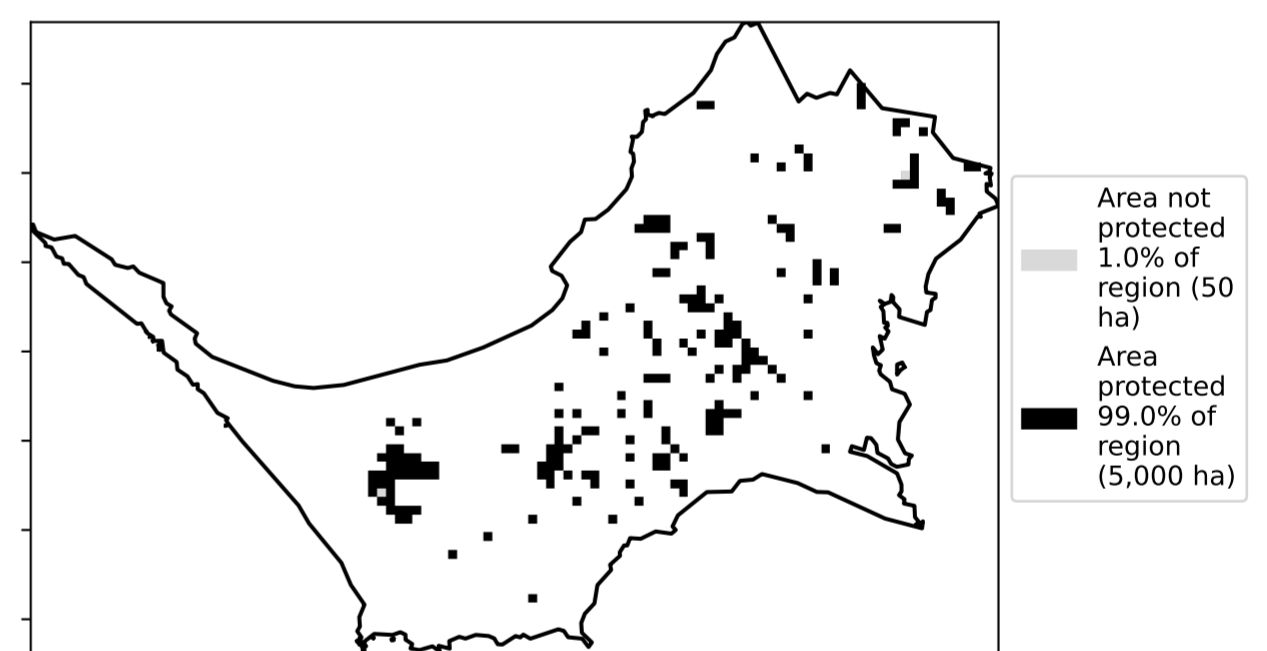 Area not
protected
1.0% of
region (50
ha)
Area
protected
99.0% of
region
(5,000 ha)